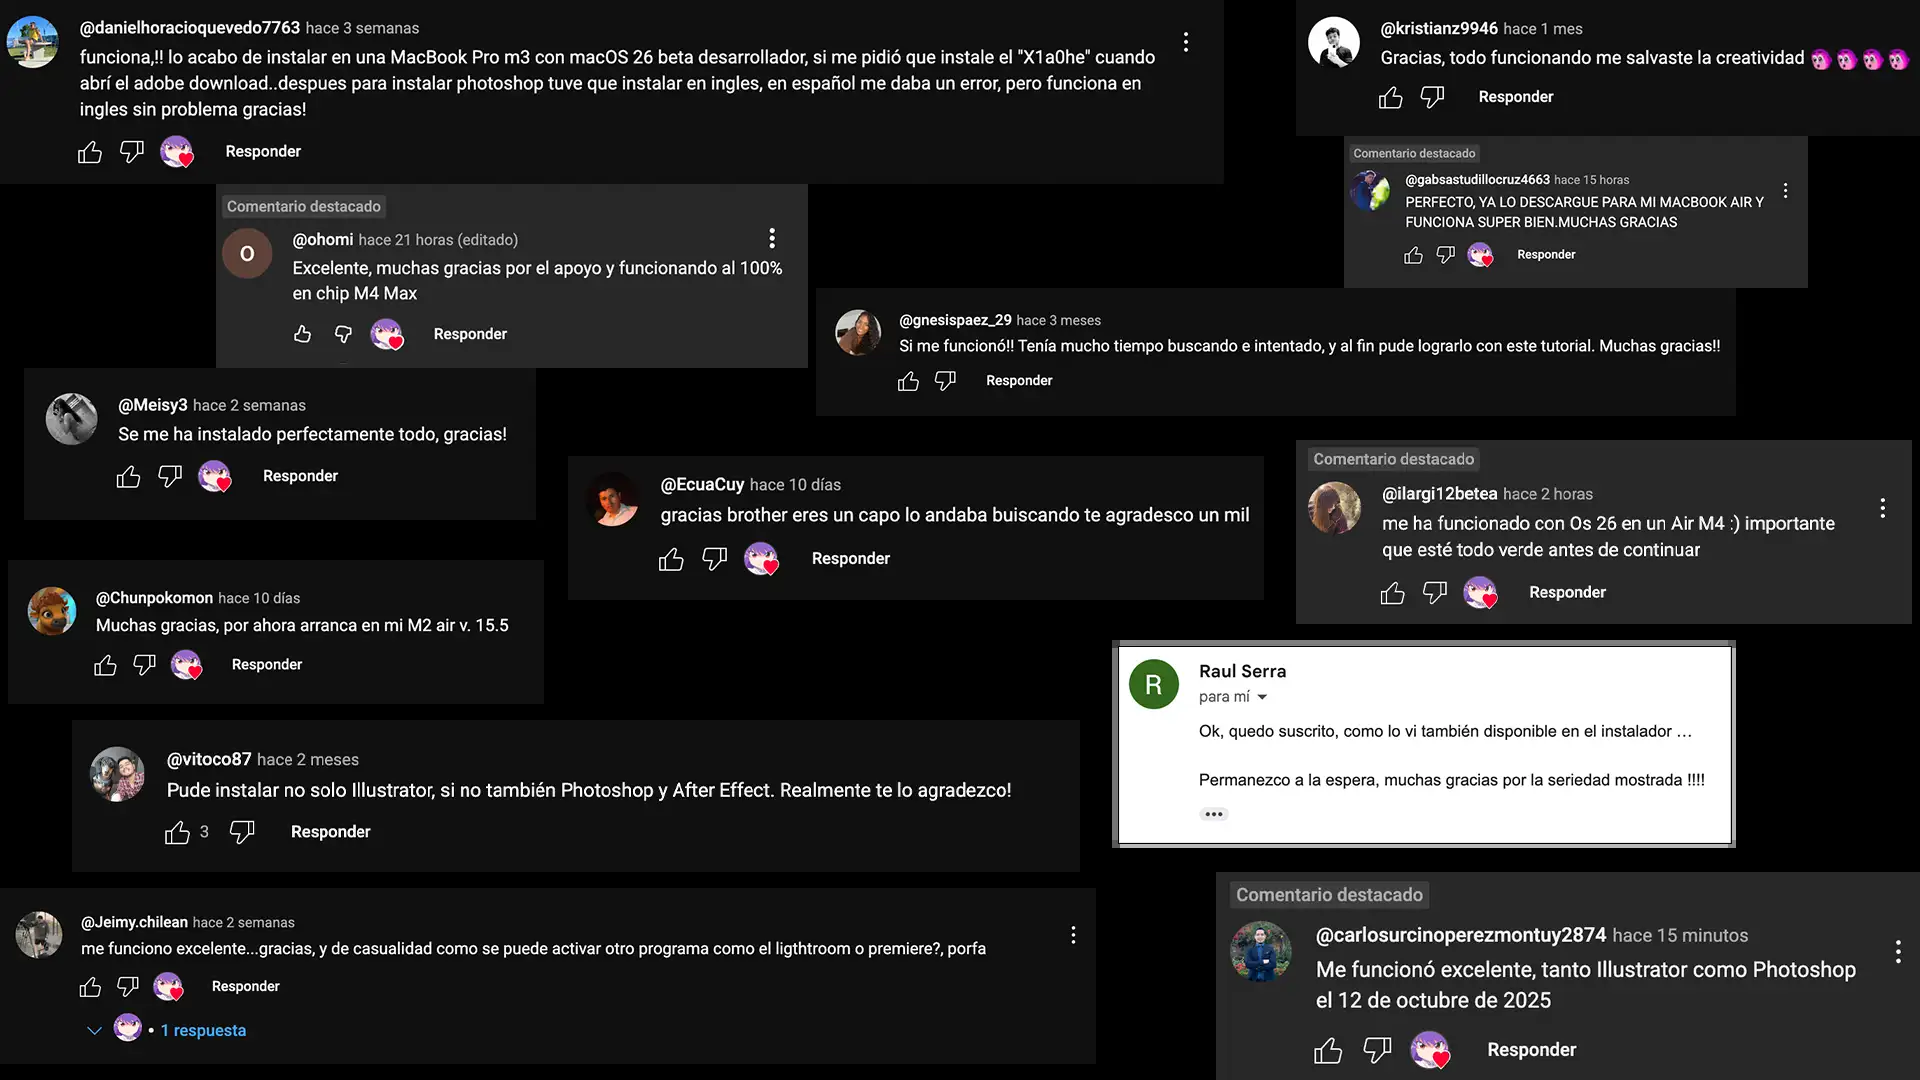 @danielhoracioquevedo7763 hace 3 semanas
funciona,!! lo acabo de instalar en una MacBook Pro m3 con macOS 26 beta desarrollador, si me pidió que instale el "X1a0he" cuando
abrí el adobe download..despues para instalar photoshop tuve que instalar en ingles, en español me daba un error, pero funciona en
ingles sin problema gracias!
Responder
@kristianz9946 hace 1 mes
Gracias, todo funcionando me salvaste la creatividad
Responder
Comentario destacado
@gabsastudillocruz4663 hace 15 horas
PERFECTO, YA LO DESCARGUE PARA MI MACBOOK AIR Y
FUNCIONA SUPER BIEN.MUCHAS GRACIAS
Responder
Comentario destacado
O
@ohomi hace 21 horas (editado)
Excelente, muchas gracias por el apoyo y funcionando al 100%
en chip M4 Max
Responder
@gnesispaez_29 hace 3 meses
Si me funcionó!! Tenía mucho tiempo buscando e intentado, y al fin pude lograrlo con este tutorial. Muchas gracias!!
Responder
@Meisy3 hace 2 semanas
Se me ha instalado perfectamente todo, gracias!
Responder
@EcuaCuy hace 10 días
gracias brother eres un capo lo andaba buiscando te agradesco un mil
Responder
Comentario destacado
@ilargi12betea hace 2 horas
me ha funcionado con Os 26 en un Air M4 :) importante
que esté todo verde antes de continuar
Responder
@Chunpokomon hace 10 días
Muchas gracias, por ahora arranca en mi M2 air v. 15.5
Responder
R
Raul Serra
para mí
Ok, quedo suscrito, como lo vi también disponible en el instalador …
Permanezco a la espera, muchas gracias por la seriedad mostrada !!!!
@vitoco87 hace 2 meses
Pude instalar no solo Illustrator, si no también Photoshop y After Effect. Realmente te lo agradezco!
3
Responder
@Jeimy.chilean hace 2 semanas
me funciono excelente...gracias, y de casualidad como se puede activar otro programa como el ligthtroom o premiere?, porfa
Responder
• 1 respuesta
Comentario destacado
@carlosurcinoperezmontuy2874 hace 15 minutos
Me funcionó excelente, tanto Illustrator como Photoshop
el 12 de octubre de 2025
Responder